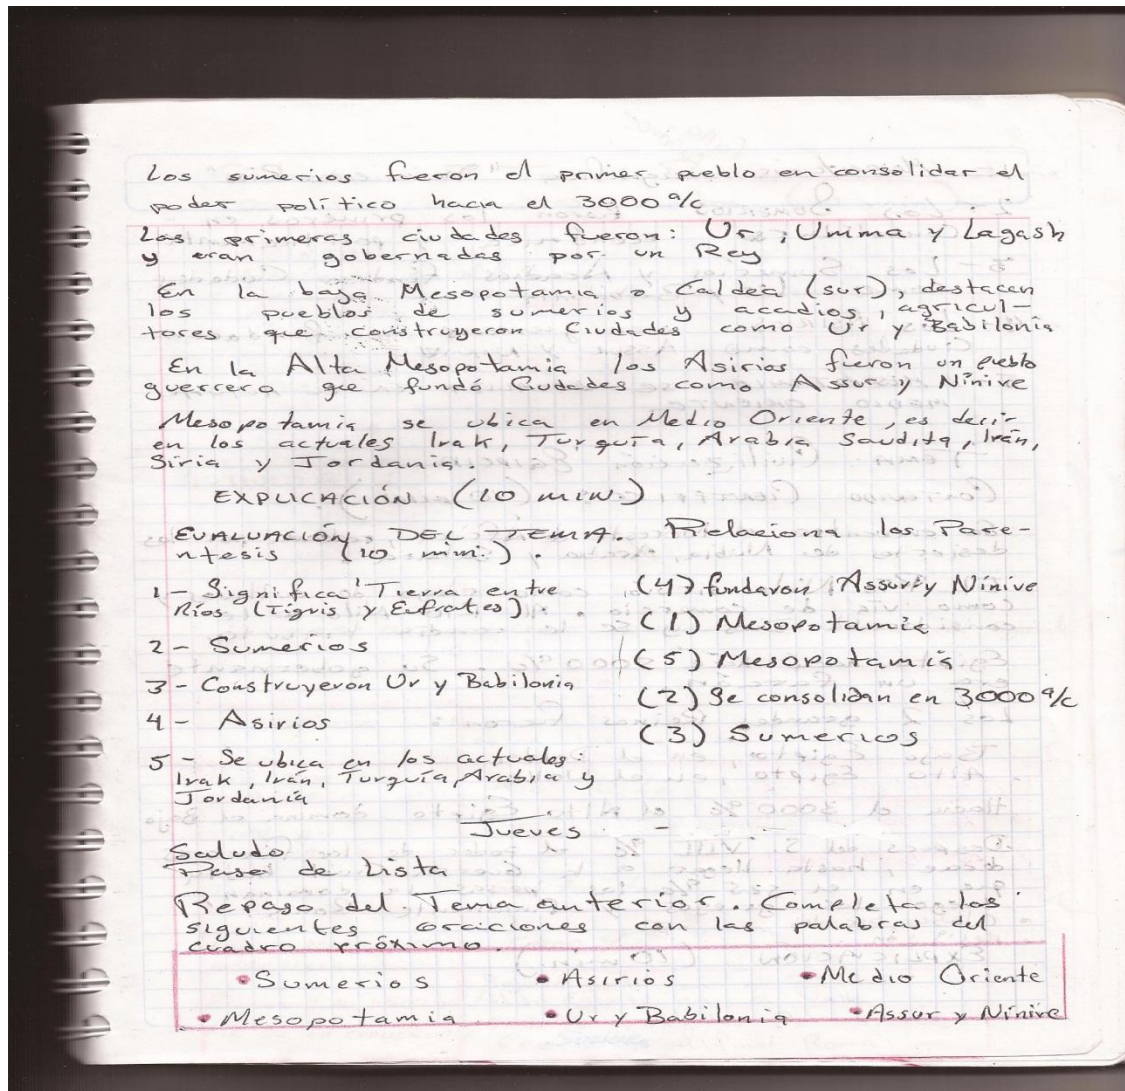 Los sumerios fueron el primer pueblo en consolidar el
poder político hacia el 3000 a/c
Las primeras ciudades fueron: Ur, Umma y Lagash
y eran gobernadas por un Rey
En la baja Mesopotamia o Caldea (sur), destacan
los pueblos de sumerios y acadios, agricul-
tores que construyeron Ciudades como Ur y Babilonia
En la Alta Mesopotamia los Asirios fueron un pueblo
guerrero que fundó Ciudades como Assur y Nínive
Mesopotamia se ubica en Medio Oriente, es decir
en los actuales Irak, Turquía, Arabia Saudita, Irán,
Siria y Jordania.
EXPLICACIÓN (10 min.)
EVALUACIÓN DEL TEMA. Relaciona los Pare-
ntesis (10 min.).
1- Significa Tierra entre
Ríos (Tigris y Eufrates)
2- Sumerios
3- Construyeron Ur y Babilonia
4- Asirios
5- Se ubica en los actuales:
Irak, Irán, Turquía, Arabia y
Jordania
(4) fundaron Assur y Nínive
(1) Mesopotamia
(5) Mesopotamia
(2) Se consolidan en 3000 a/c
(3) Sumericos
Jueves
Saludo
Pase de Lista
Repaso del Tema anterior. Completa las
siguientes oraciones con las palabras del
cuadro próximo.
• Sumerios • Asirios • Medio Oriente
• Mesopotamia • Ur y Babilonia • Assur y Nínive